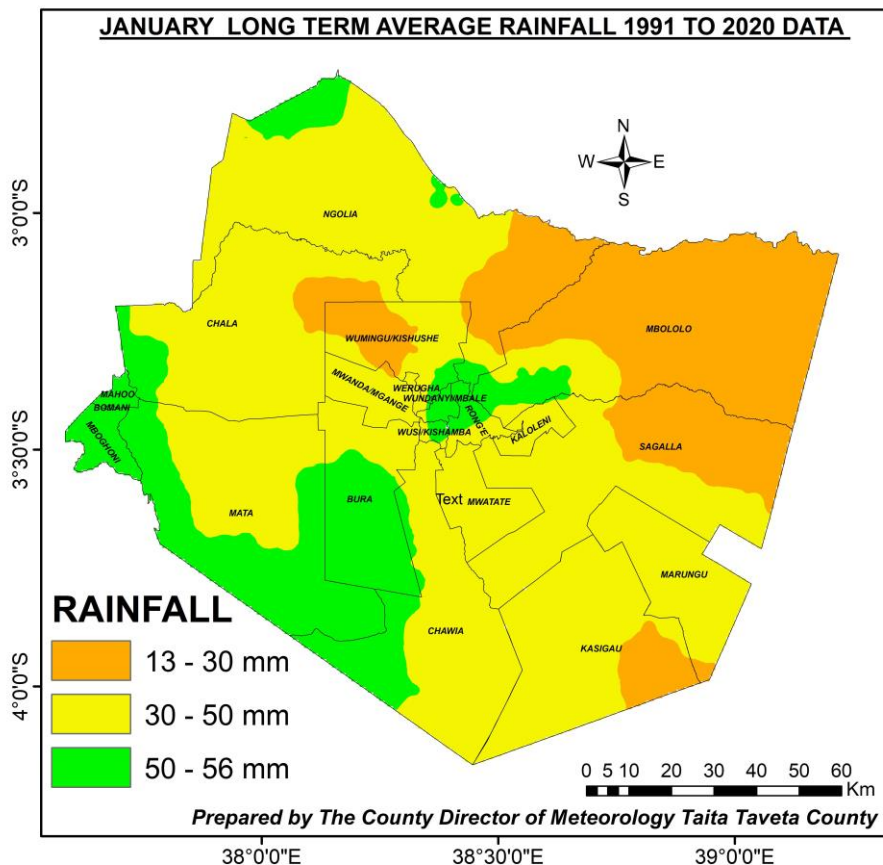 JANUARY LONG TERM AVERAGE RAINFALL 1991 TO 2020 DATA
N
W E
S
3°0'0"S
3°30'0"S
4°0'0"S
NGOLIA
CHALA
MBOLOLO
WUMINGU/KISHUSHE
MWANDA/MGANGE
WERUGHA
WUNDANYI/MBALE
MAHOO
BOMANI
MBOGHONI
WUSI/KISHAMBA
RONG'E
KALOLENI
SAGALLA
MATA
BURA
Text
MWATATE
MARUNGU
CHAWIA
KASIGAU
RAINFALL
13 - 30 mm
30 - 50 mm
50 - 56 mm
0 5 10 20 30 40 50 60
Km
Prepared by The County Director of Meteorology Taita Taveta County
38°0'0"E 38°30'0"E 39°0'0"E